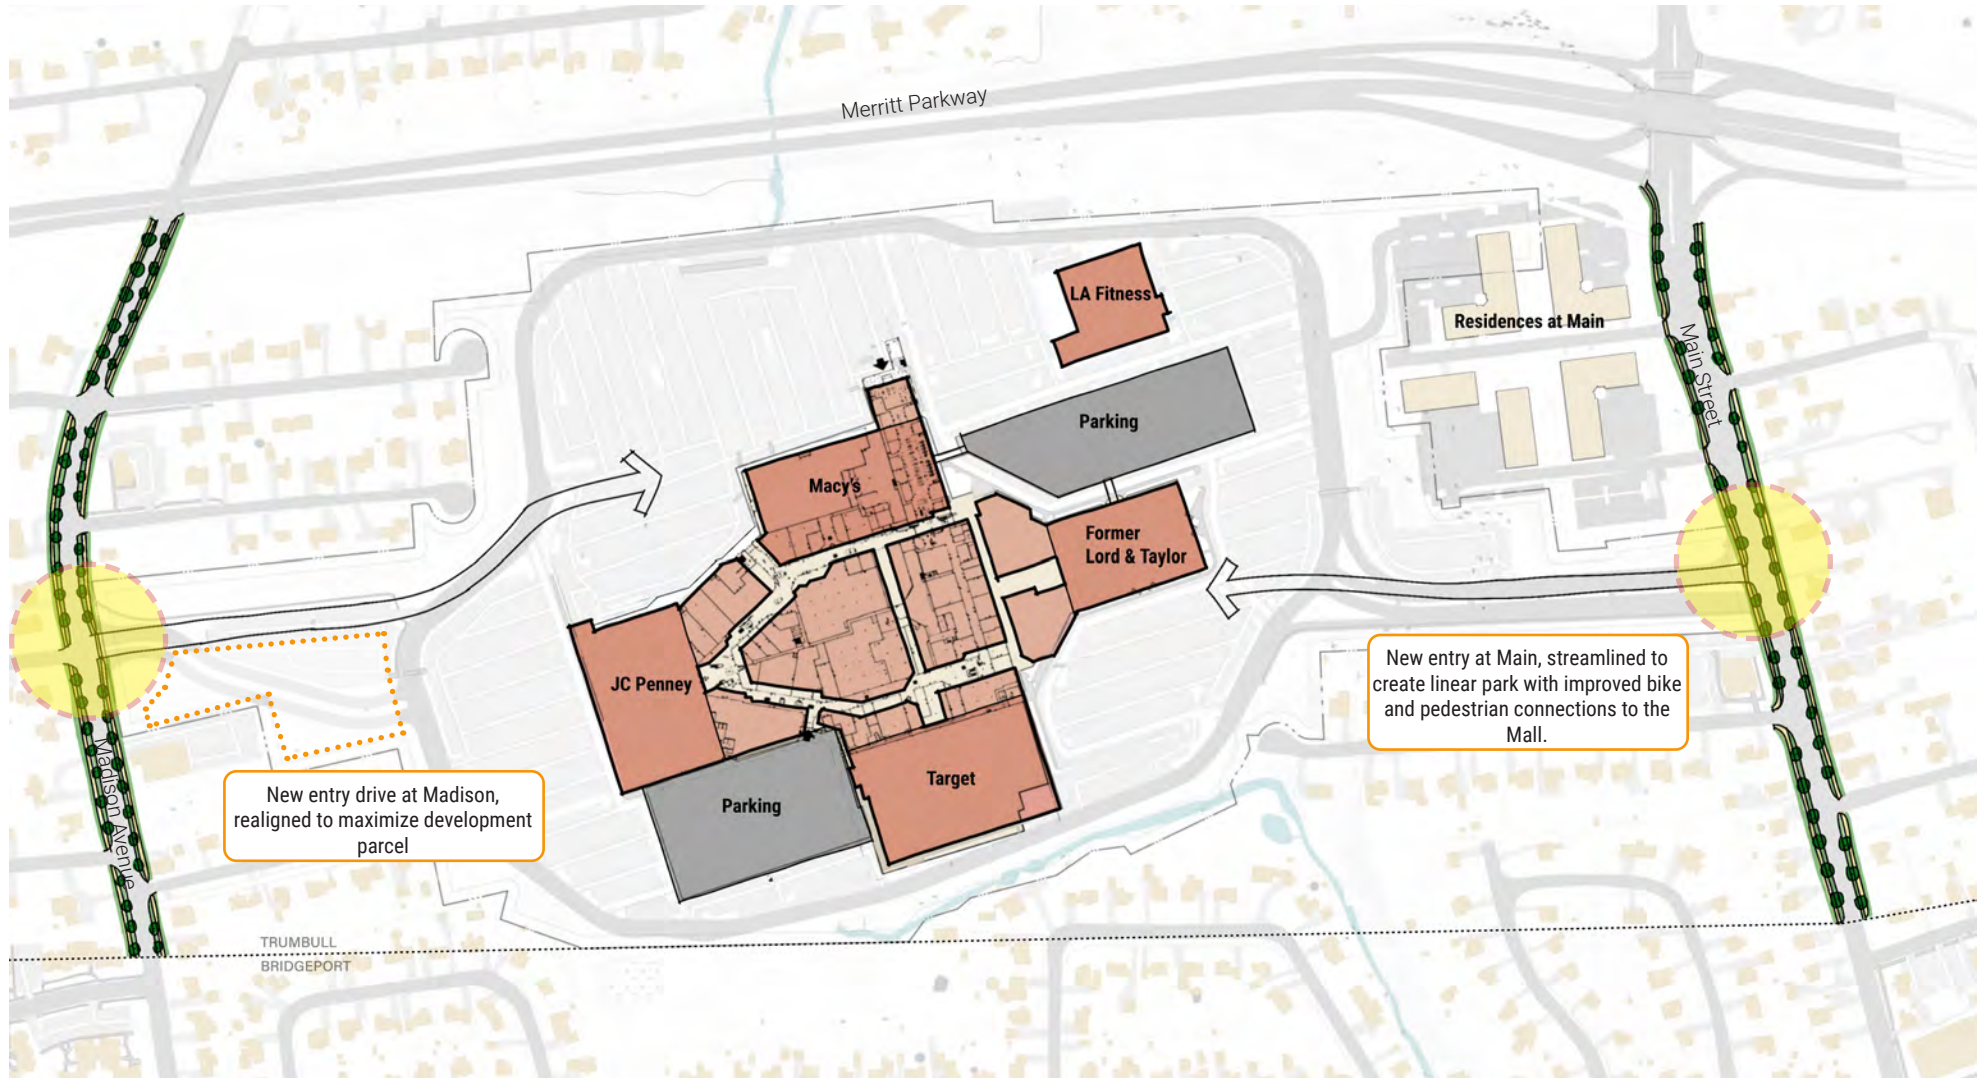 Merritt Parkway
LA Fitness
Residences at Main
Main Street
Parking
Macy's
Former
Lord & Taylor
JC Penney
New entry at Main, streamlined to
create linear park with improved bike
and pedestrian connections to the
Mall.
Target
Parking
Madison Avenue
New entry drive at Madison,
realigned to maximize development
parcel
TRUMBULL
BRIDGEPORT